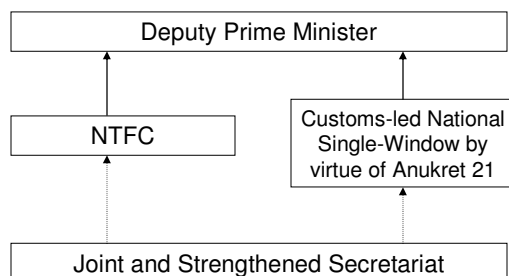 Deputy Prime Minister
NTFC
Customs-led National
Single-Window by
virtue of Anukret 21
Joint and Strengthened Secretariat